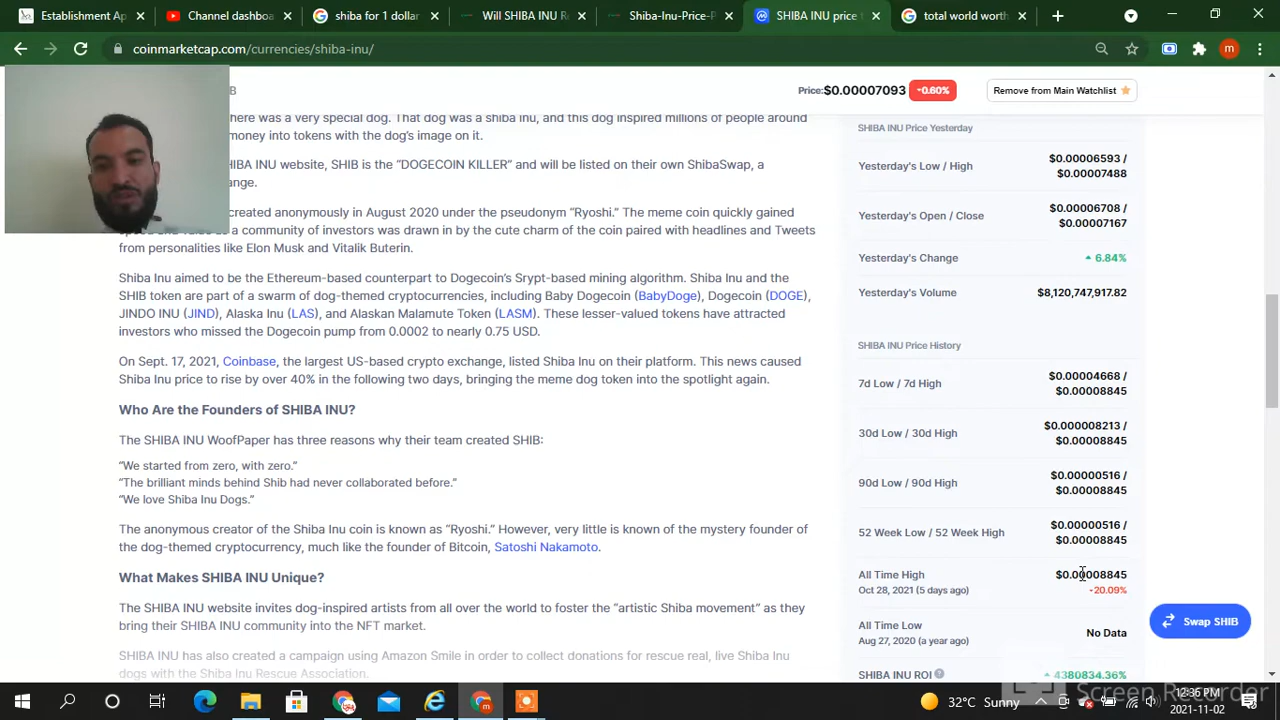 Establishment Ap
Channel dashboard
shiba for 1 dollar
Will SHIBA INU R
Shiba-Inu-Price-P
SHIBA INU price
total world worth
coinmarketcap.com/currencies/shiba-inu/
m
B
Price:$0.00007093 0.60%
Remove from Main Watchlist
here was a very special dog. That dog was a shiba inu, and this dog inspired millions of people around
money into tokens with the dog's image on it.
HIBA INU website, SHIB is the “DOGECOIN KILLER” and will be listed on their own ShibaSwap, a
ange.
created anonymously in August 2020 under the pseudonym “Ryoshi.” The meme coin quickly gained
as a community of investors was drawn in by the cute charm of the coin paired with headlines and Tweets
from personalities like Elon Musk and Vitalik Buterin.
Shiba Inu aimed to be the Ethereum-based counterpart to Dogecoin's Srypt-based mining algorithm. Shiba Inu and the
SHIB token are part of a swarm of dog-themed cryptocurrencies, including Baby Dogecoin (BabyDoge), Dogecoin (DOGE),
JINDO INU (JIND), Alaska Inu (LAS), and Alaskan Malamute Token (LASM). These lesser-valued tokens have attracted
investors who missed the Dogecoin pump from 0.0002 to nearly 0.75 USD.
On Sept. 17, 2021, Coinbase, the largest US-based crypto exchange, listed Shiba Inu on their platform. This news caused
Shiba Inu price to rise by over 40% in the following two days, bringing the meme dog token into the spotlight again.
Who Are the Founders of SHIBA INU?
The SHIBA INU WoofPaper has three reasons why their team created SHIB:
“We started from zero, with zero.”
“The brilliant minds behind Shib had never collaborated before.”
“We love Shiba Inu Dogs.”
The anonymous creator of the Shiba Inu coin is known as “Ryoshi.” However, very little is known of the mystery founder of
the dog-themed cryptocurrency, much like the founder of Bitcoin, Satoshi Nakamoto.
What Makes SHIBA INU Unique?
The SHIBA INU website invites dog-inspired artists from all over the world to foster the “artistic Shiba movement” as they
bring their SHIBA INU community into the NFT market.
SHIBA INU has also created a campaign using Amazon Smile in order to collect donations for rescue real, live Shiba Inu
dogs with the Shiba Inu Rescue Association.
SHIBA INU Price Yesterday
Yesterday's Low / High $0.00006593 /
$0.00007488
Yesterday's Open / Close $0.00006708 /
$0.00007167
Yesterday's Change 6.84%
Yesterday's Volume $8,120,747,917.82
SHIBA INU Price History
7d Low / 7d High $0.00004668 /
$0.00008845
30d Low / 30d High $0.000008213 /
$0.00008845
90d Low / 90d High $0.00000516 /
$0.00008845
52 Week Low / 52 Week High $0.00000516 /
$0.00008845
All Time High $0.00008845
Oct 28, 2021 (5 days ago) 20.09%
All Time Low No Data
Aug 27, 2020 (a year ago)
SHIBA INU ROI 4380834.36%
Swap SHIB
32°C Sunny
12:36 PM
2021-11-02
Screen Recorder